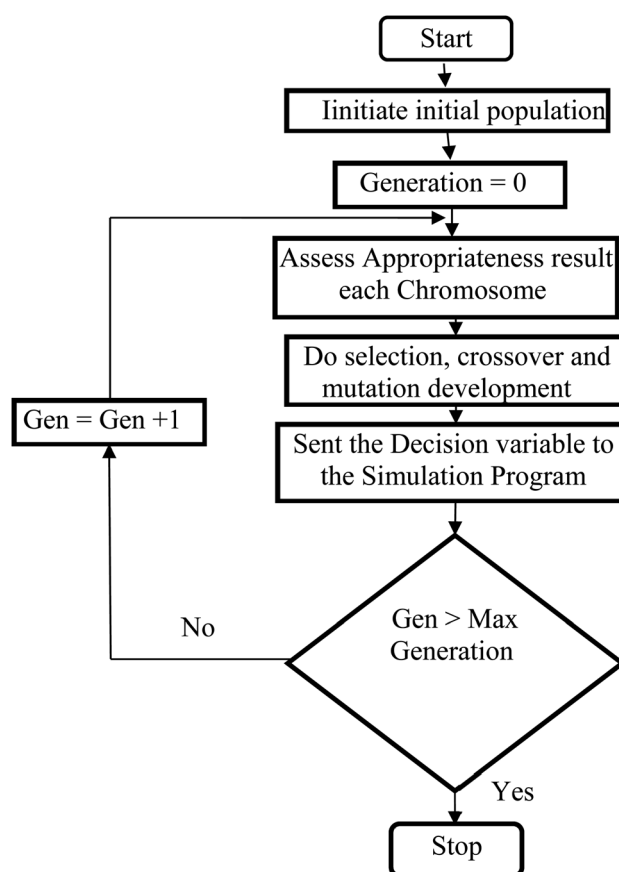 Start
Iinitiate initial population
Generation = 0
Assess Appropriateness result
each Chromosome
Do selection, crossover and
mutation development
Gen = Gen +1
Sent the Decision variable to
the Simulation Program
Gen > Max
Generation
No
Yes
Stop